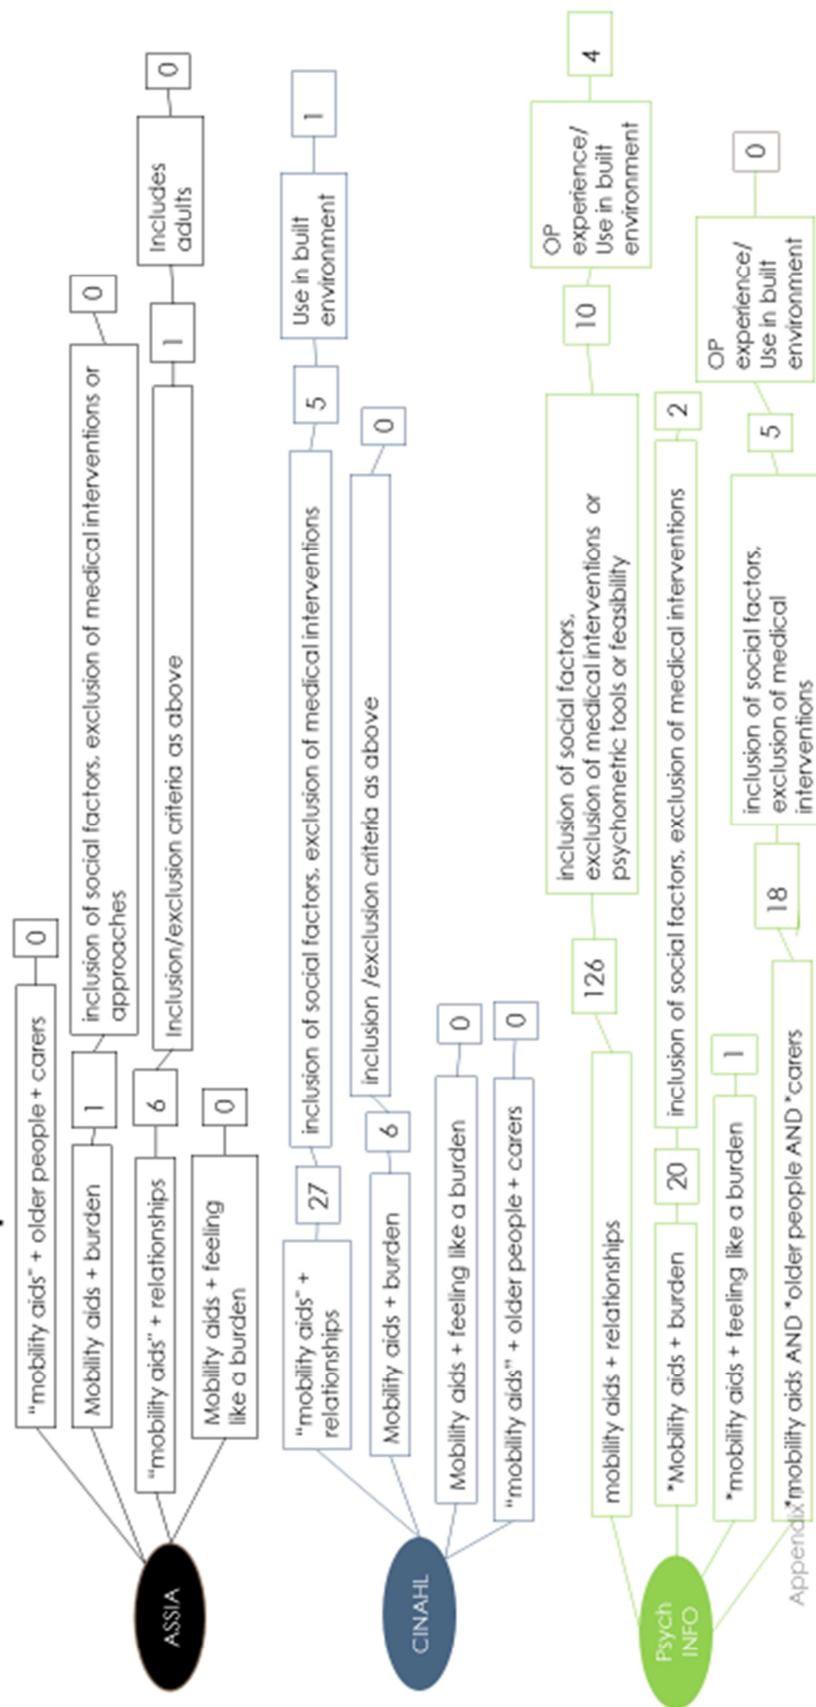 ASSIA
"mobility aids" + older people + carers
0
Mobility aids + burden
1
inclusion of social factors, exclusion of medical interventions or
approaches
0
"mobility aids" + relationships
6
Inclusion/exclusion criteria as above
1
Includes
adults
0
Mobility aids + feeling
like a burden
0
CINAHL
"mobility aids" +
relationships
27
inclusion of social factors, exclusion of medical interventions
5
Use in built
environment
1
Mobility aids + burden
6
inclusion /exclusion criteria as above
0
Mobility aids + feeling like a burden
0
"mobility aids" + older people + carers
0
Psych
INFO
mobility aids + relationships
126
inclusion of social factors,
exclusion of medical interventions or
psychometric tools or feasibility
10
OP
experience/
Use in built
environment
4
*Mobility aids + burden
20
inclusion of social factors, exclusion of medical interventions
2
*mobility aids + feeling like a burden
1
*mobility aids AND *older people AND *carers
18
inclusion of social factors,
exclusion of medical
interventions
5
OP
experience/
Use in built
environment
0
Appendix